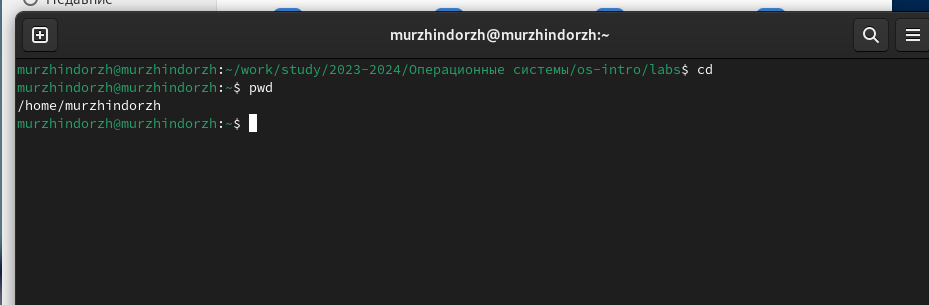 Недавние
murzhindorzh@murzhindorzh:~
murzhindorzh@murzhindorzh:~/work/study/2023-2024/Операционные системы/os-intro/labs$ cd
murzhindorzh@murzhindorzh:~$ pwd
/home/murzhindorzh
murzhindorzh@murzhindorzh:~$